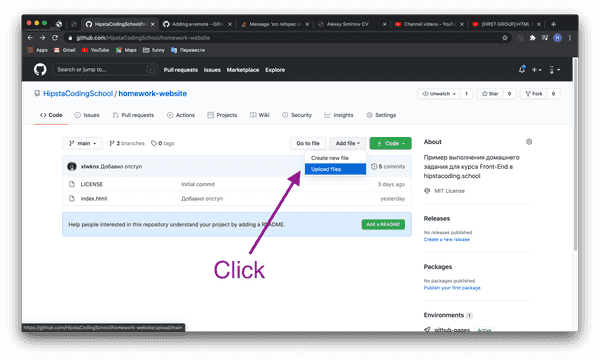 HipstaCodingSchool/h
Adding a remote - GitH
Message 'src refspec m
Alexey Smirnov CV
Channel videos - YouTu
[FIRST-GROUP] HTML
github.com/HipstaCodingSchool/homework-website
Apps Gmail YouTube Maps funny Перевести
Search or jump to... Pull requests Issues Marketplace Explore
HipstaCodingSchool / homework-website
Unwatch 1 Star 0 Fork 0
Code Issues Pull requests Actions Projects Wiki Security Insights Settings
main 2 branches 0 tags Go to file Add file Code
Create new file
Upload files
xlwknx Добавил отступ 5 commits
LICENSE Initial commit 3 days ago
index.html Добавил отступ yesterday
Help people interested in this repository understand your project by adding a README. Add a README
About
Пример выполнения домашнего
задания для курса Front-End в
hipstacoding.school
MIT License
Releases
No releases published
Create a new release
Packages
No packages published
Publish your first package
Environments 1
github-pages Active
Click
https://github.com/HipstaCodingSchool/homework-website/upload/main